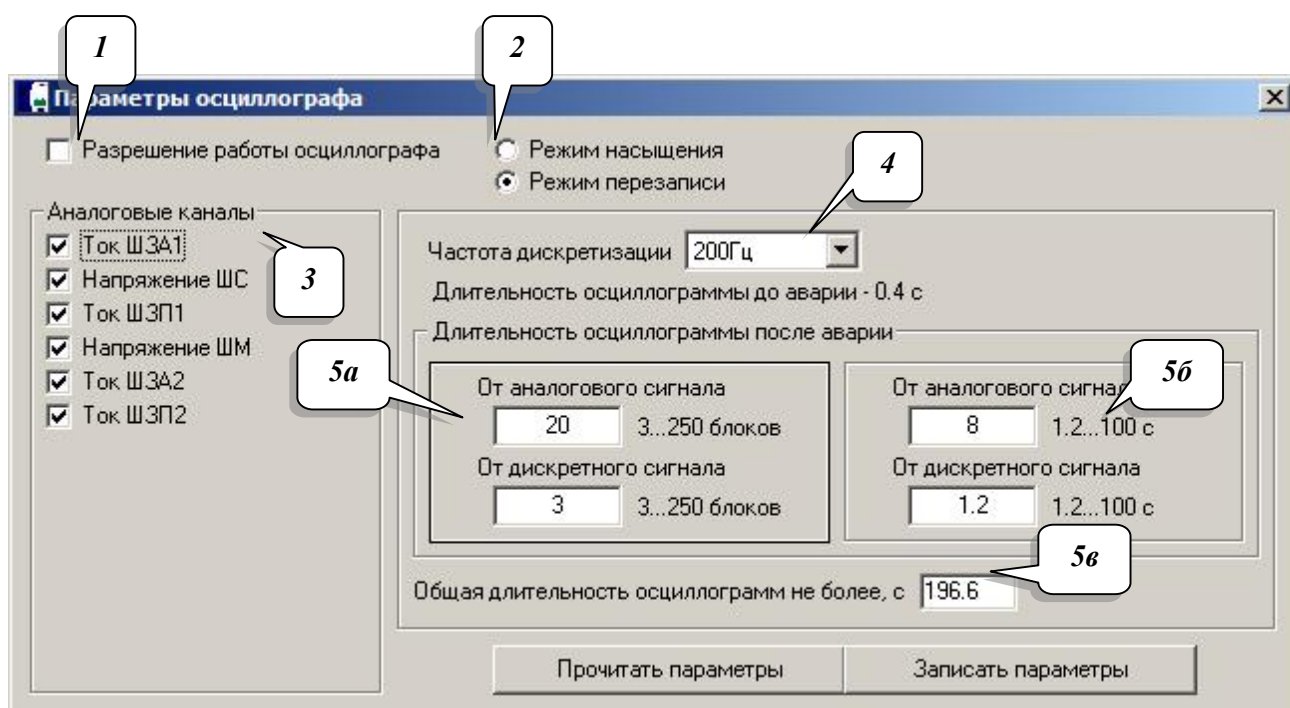 1
2
Параметры осциллографа
Разрешение работы осциллографа
Режим насыщения
Режим перезаписи
4
Аналоговые каналы
Ток ШЗА1
Напряжение ШС
Ток ШЗП1
Напряжение ШМ
Ток ШЗА2
Ток ШЗП2
3
Частота дискретизации 200Гц
Длительность осциллограммы до аварии - 0.4 с
Длительность осциллограммы после аварии
5а
От аналогового сигнала
20 3...250 блоков
От дискретного сигнала
3 3...250 блоков
5б
От аналогового сигнала
8 1.2...100 с
От дискретного сигнала
1.2 1.2...100 с
5в
Общая длительность осциллограмм не более, с 196.6
Прочитать параметры
Записать параметры